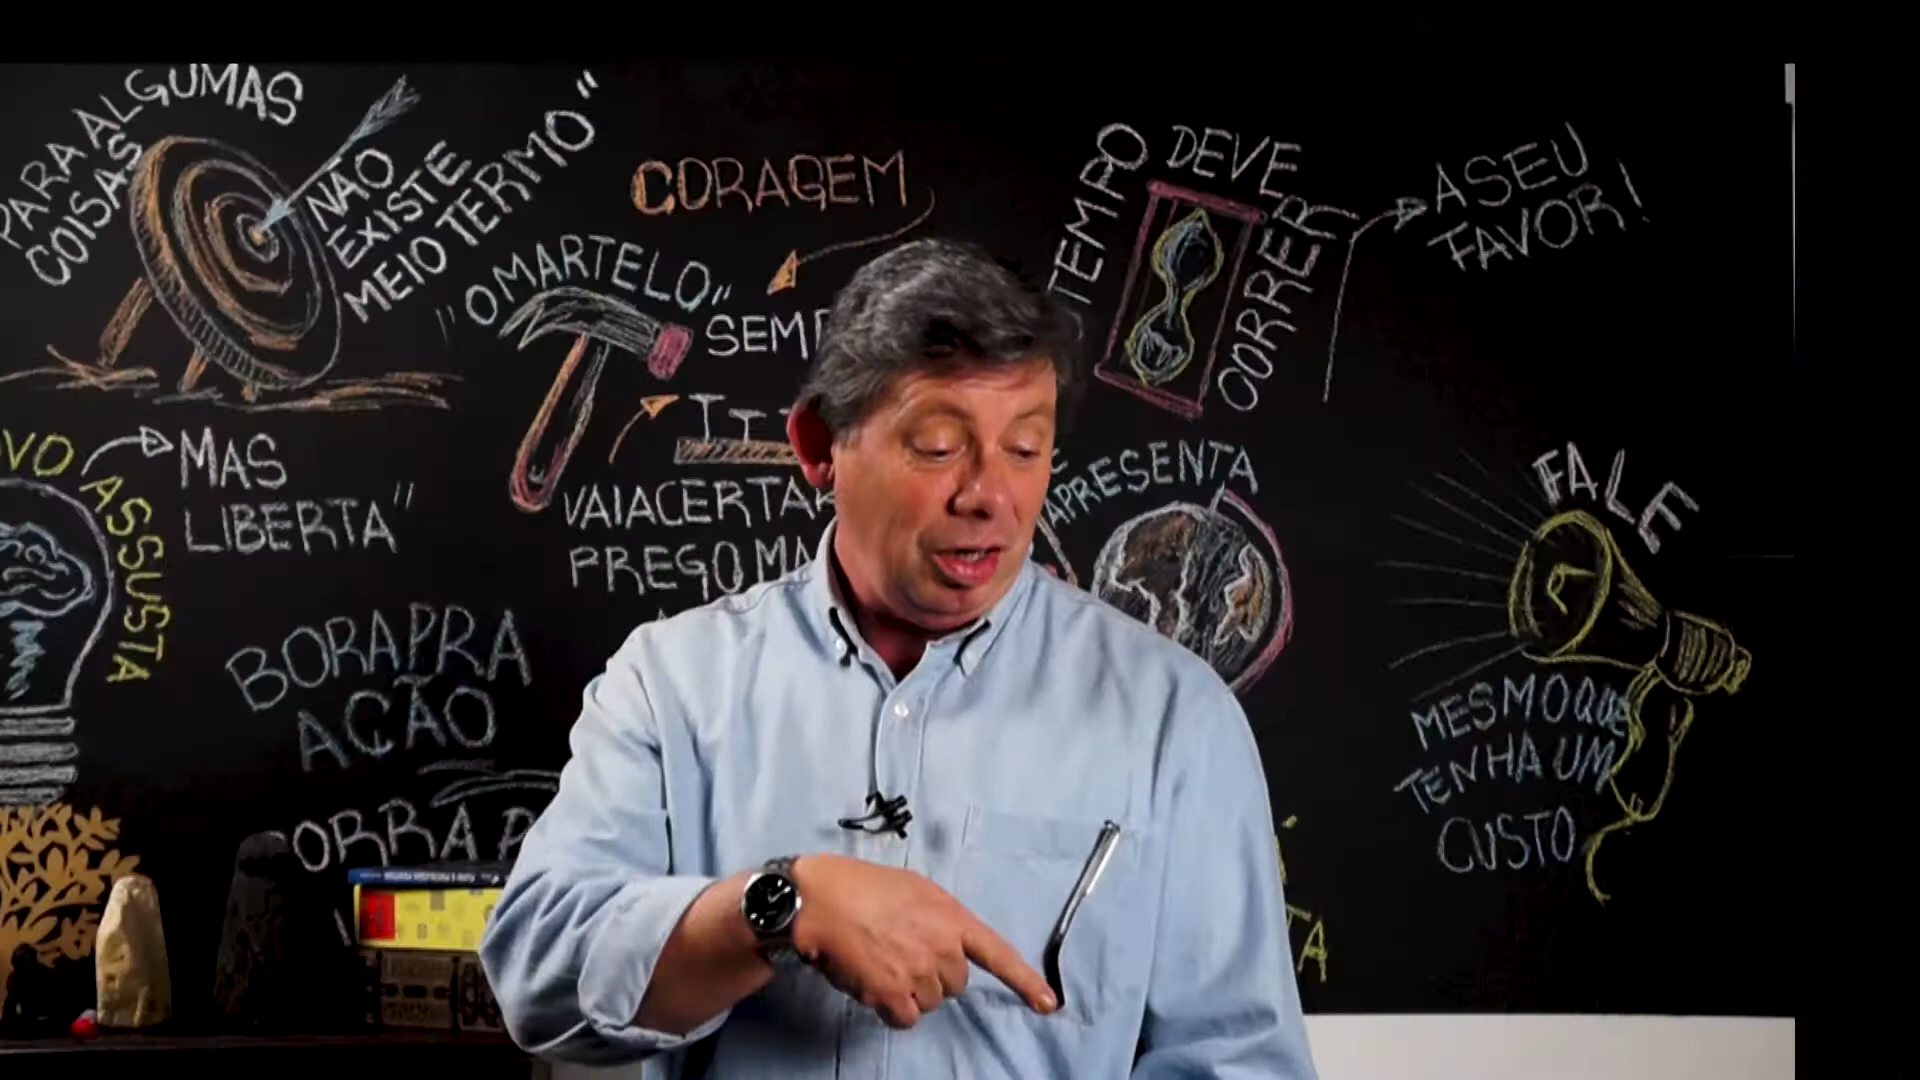 PARA ALGUMAS
COISAS
NÃO
EXISTE
MEIO TERMO"
CORAGEM
"O MARTELO"
VAI ACERTAR
PREGO
TEMPO
DEVE
CORRER
A SEU
FAVOR!
ASSUSTA
MAS
LIBERTA"
BORA PRA
AÇÃO
APRESENTA
FALE
MESMO QUE
TENHA UM
CUSTO